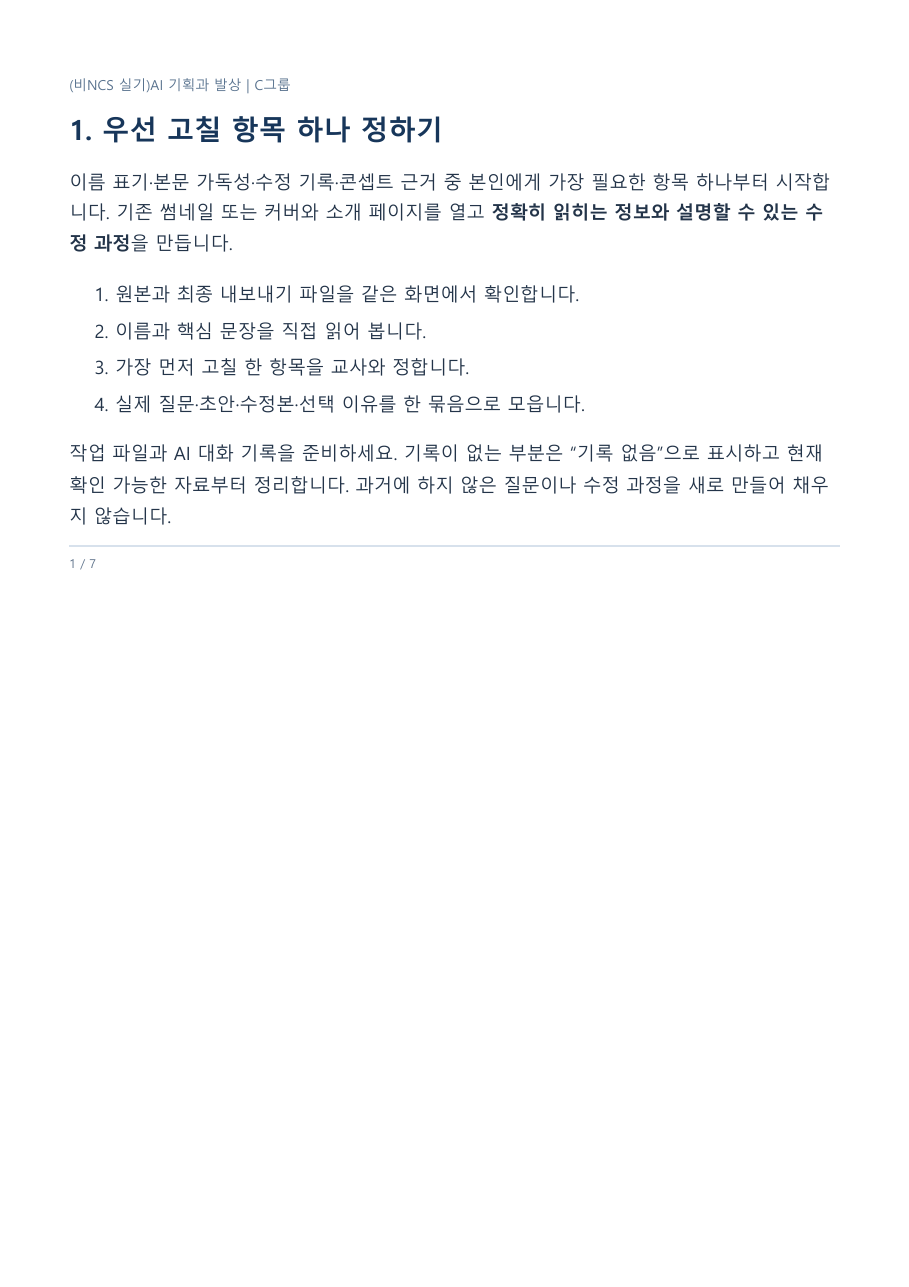 (비NCS 실기)AI 기획과 발상 | C그룹
1. 우선 고칠 항목 하나 정하기
이름 표기·본문 가독성·수정 기록·콘셉트 근거 중 본인에게 가장 필요한 항목 하나부터 시작합
니다. 기존 썸네일 또는 커버와 소개 페이지를 열고 정확히 읽히는 정보와 설명할 수 있는 수
정 과정을 만듭니다.
1. 원본과 최종 내보내기 파일을 같은 화면에서 확인합니다.
2. 이름과 핵심 문장을 직접 읽어 봅니다.
3. 가장 먼저 고칠 한 항목을 교사와 정합니다.
4. 실제 질문·초안·수정본·선택 이유를 한 묶음으로 모읍니다.
작업 파일과 AI 대화 기록을 준비하세요. 기록이 없는 부분은 “기록 없음”으로 표시하고 현재
확인 가능한 자료부터 정리합니다. 과거에 하지 않은 질문이나 수정 과정을 새로 만들어 채우
지 않습니다.
1 / 7